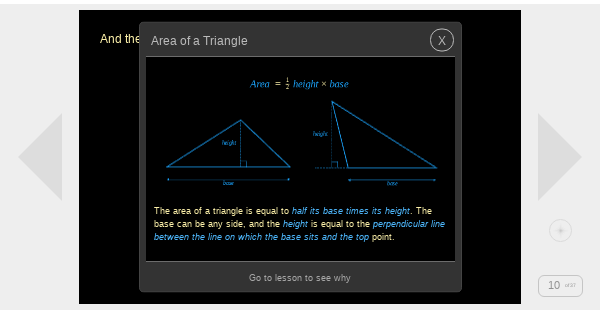 And the
Area of a Triangle
X
Area = 1/2 height × base
height
height
base
base
The area of a triangle is equal to half its base times its height. The
base can be any side, and the height is equal to the perpendicular line
between the line on which the base sits and the top point.
Go to lesson to see why
10